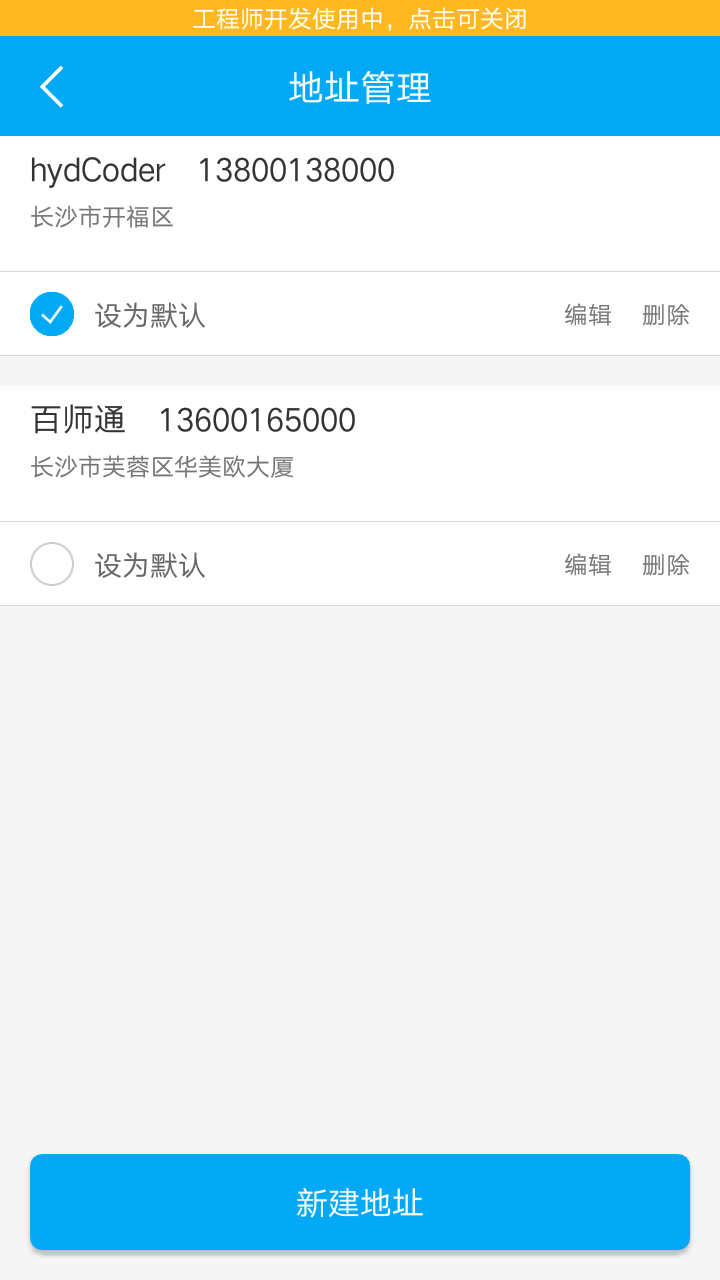 工程师开发使用中，点击可关闭
地址管理
hydCoder 13800138000
长沙市开福区
设为默认 编辑 删除
百师通 13600165000
长沙市芙蓉区华美欧大厦
设为默认 编辑 删除
新建地址